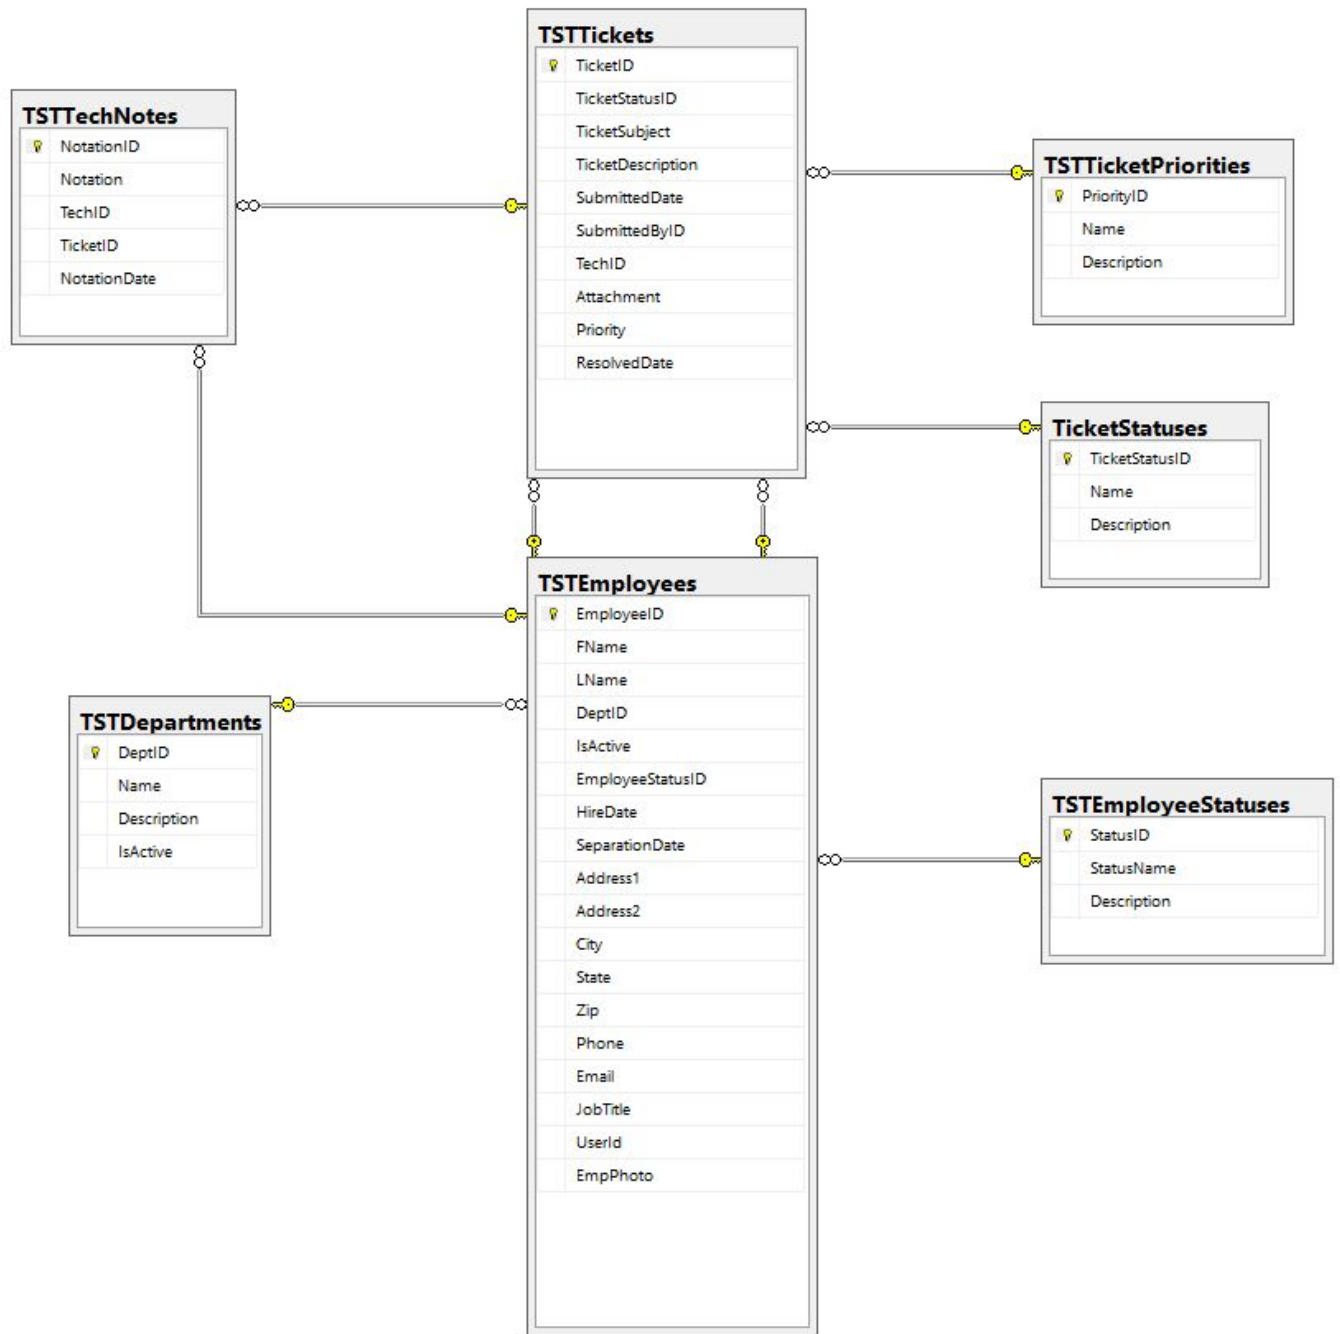 TSTTickets
TicketID
TicketStatusID
TicketSubject
TicketDescription
SubmittedDate
SubmittedByID
TechID
Attachment
Priority
ResolvedDate
TSTTechNotes
NotationID
Notation
TechID
TicketID
NotationDate
TSTTicketPriorities
PriorityID
Name
Description
TicketStatuses
TicketStatusID
Name
Description
TSTEmployees
EmployeeID
FName
LName
DeptID
IsActive
EmployeeStatusID
HireDate
SeparationDate
Address1
Address2
City
State
Zip
Phone
Email
JobTitle
UserId
EmpPhoto
TSTDepartments
DeptID
Name
Description
IsActive
TSTEmployeeStatuses
StatusID
StatusName
Description